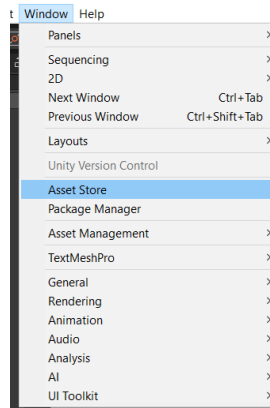 t Window Help
Panels
Sequencing
2D
Next Window Ctrl+Tab
Previous Window Ctrl+Shift+Tab
Layouts
Unity Version Control
Asset Store
Package Manager
Asset Management
TextMeshPro
General
Rendering
Animation
Audio
Analysis
AI
UI Toolkit